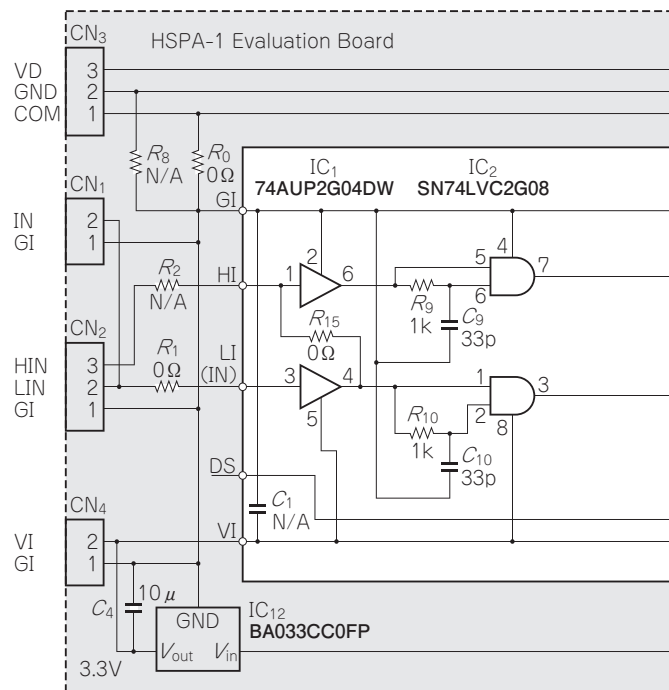 HSPA-1 Evaluation Board
CN3
VD 3
GND 2
COM 1
R8
N/A
R0
0Ω
IC1
74AUP2G04DW
IC2
SN74LVC2G08
CN1
IN 2
GI 1
GI
R2
N/A
HI
1
2
6
5
4
7
6
R9
1k
C9
33p
R15
0Ω
CN2
HIN 3
LIN 2
GI 1
R1
0Ω
LI
(IN)
3
4
5
1
2
3
8
R10
1k
C10
33p
DS
C1
N/A
CN4
VI 2
GI 1
VI
C4
10μ
GND
Vout
Vin
IC12
BA033CC0FP
3.3V